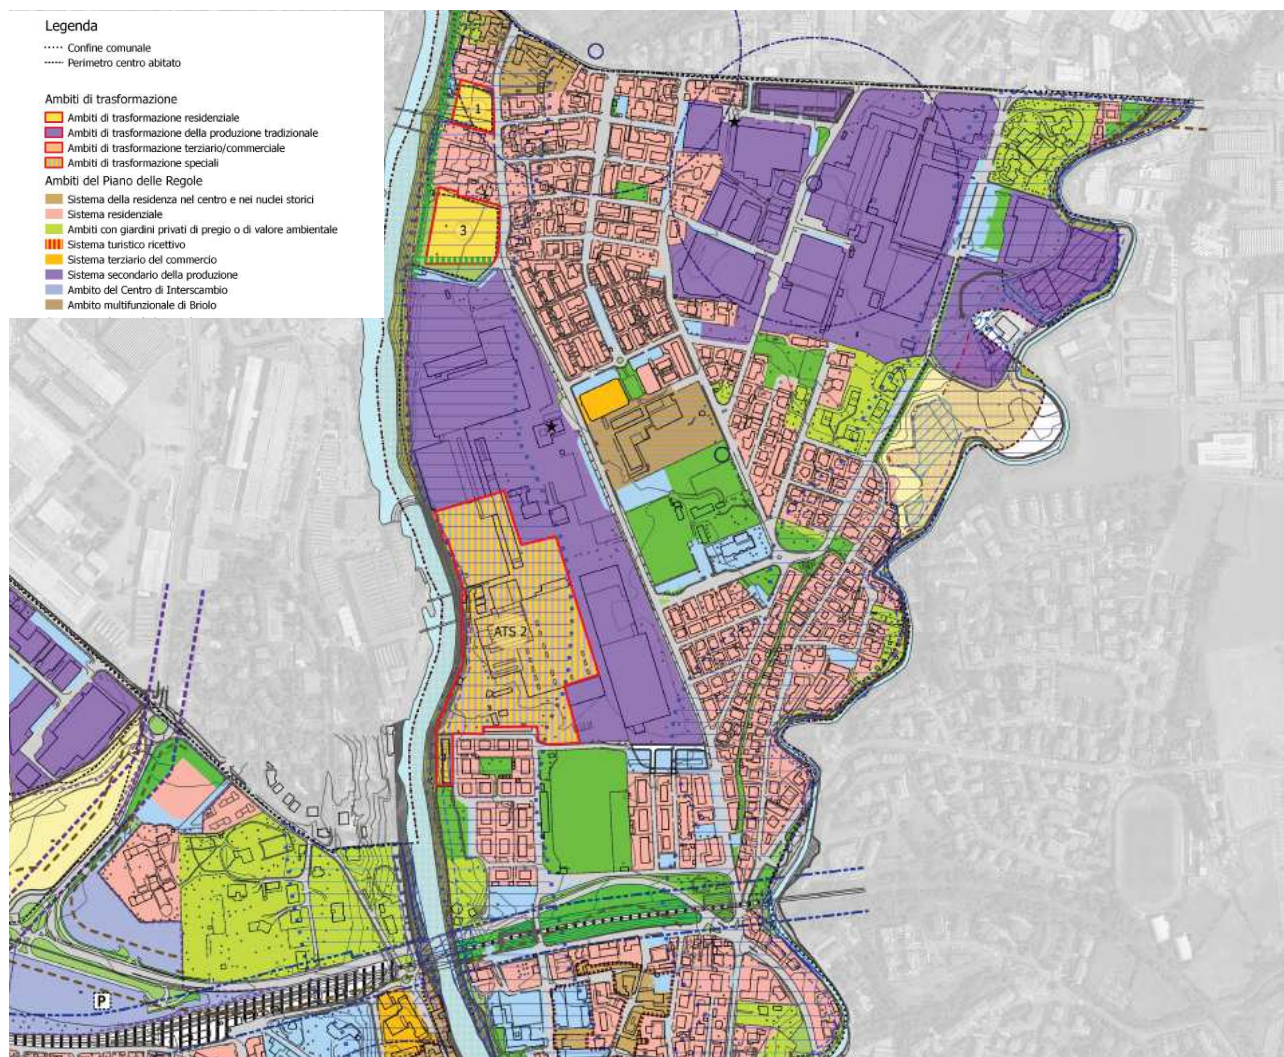 Legenda
Confine comunale
Perimetro centro abitato
Ambiti di trasformazione
Ambiti di trasformazione residenziale
Ambiti di trasformazione della produzione tradizionale
Ambiti di trasformazione terziario/commerciale
Ambiti di trasformazione speciali
Ambiti del Piano delle Regole
Sistema della residenza nel centro e nei nuclei storici
Sistema residenziale
Ambiti con giardini privati di pregio o di valore ambientale
Sistema turistico ricettivo
Sistema terziario del commercio
Sistema secondario della produzione
Ambito del Centro di Interscambio
Ambito multifunzionale di Briolo
1
3
ATS 2
P